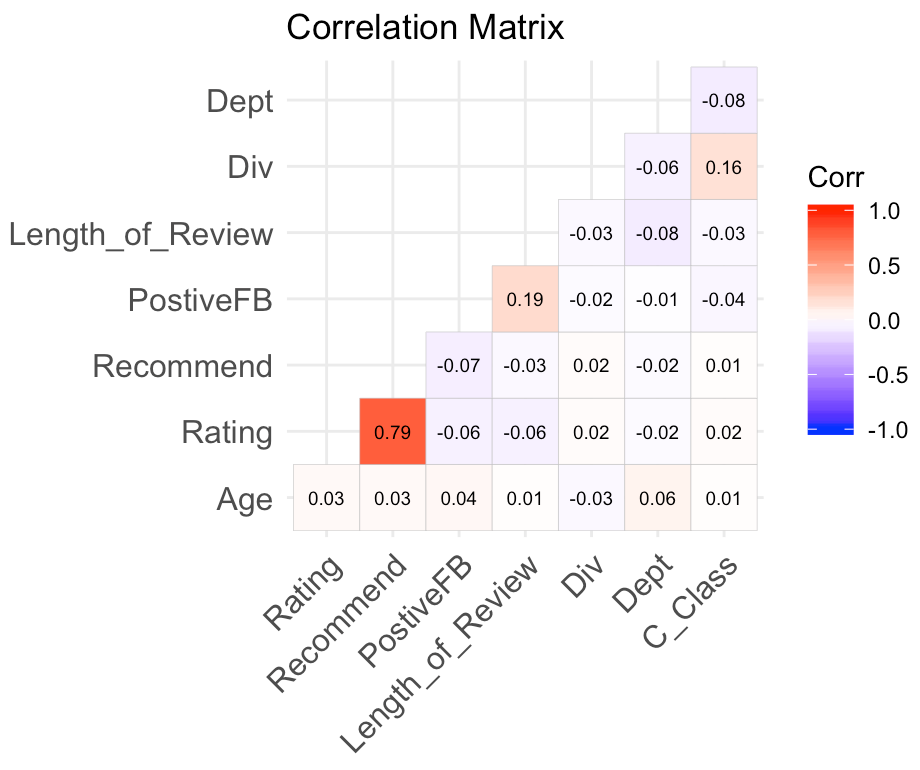 Correlation Matrix
Dept -0.08
Div -0.06 0.16
Length_of_Review -0.03 -0.08 -0.03
PostiveFB 0.19 -0.02 -0.01 -0.04
Recommend -0.07 -0.03 0.02 -0.02 0.01
Rating 0.79 -0.06 -0.06 0.02 -0.02 0.02
Age 0.03 0.03 0.04 0.01 -0.03 0.06 0.01
Rating
Recommend
PostiveFB
Length_of_Review
Div
Dept
C_Class
Corr
1.0
0.5
0.0
-0.5
-1.0